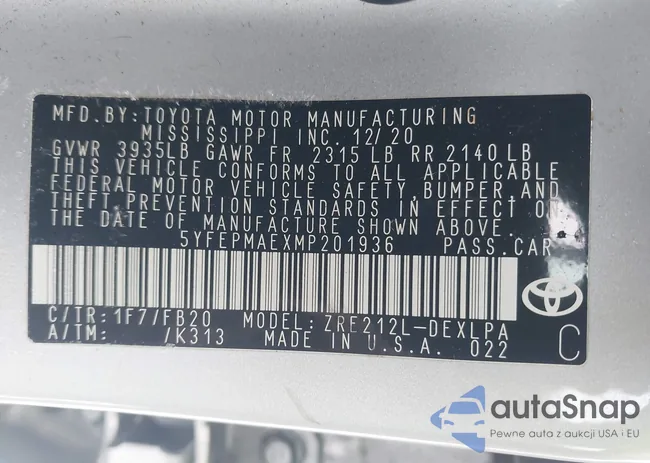 MFD.BY:TOYOTA MOTOR MANUFACTURING
MISSISSIPPI INC. 12/20
GVWR 3935LB GAWR FR 2315 LB RR 2140 LB
THIS VEHICLE CONFORMS TO ALL APPLICABLE
FEDERAL MOTOR VEHICLE SAFETY, BUMPER, AND
THEFT PREVENTION STANDARDS IN EFFECT ON
THE DATE OF MANUFACTURE SHOWN ABOVE.
5YFEPMAEXMP201936 PASS.CAR
C/TR: 1F7/FB20 MODEL: ZRE212L-DEXLPA
A/TM: /K313 MADE IN U.S.A. 022
C
autaSnap
Pewne auta z aukcji USA i EU